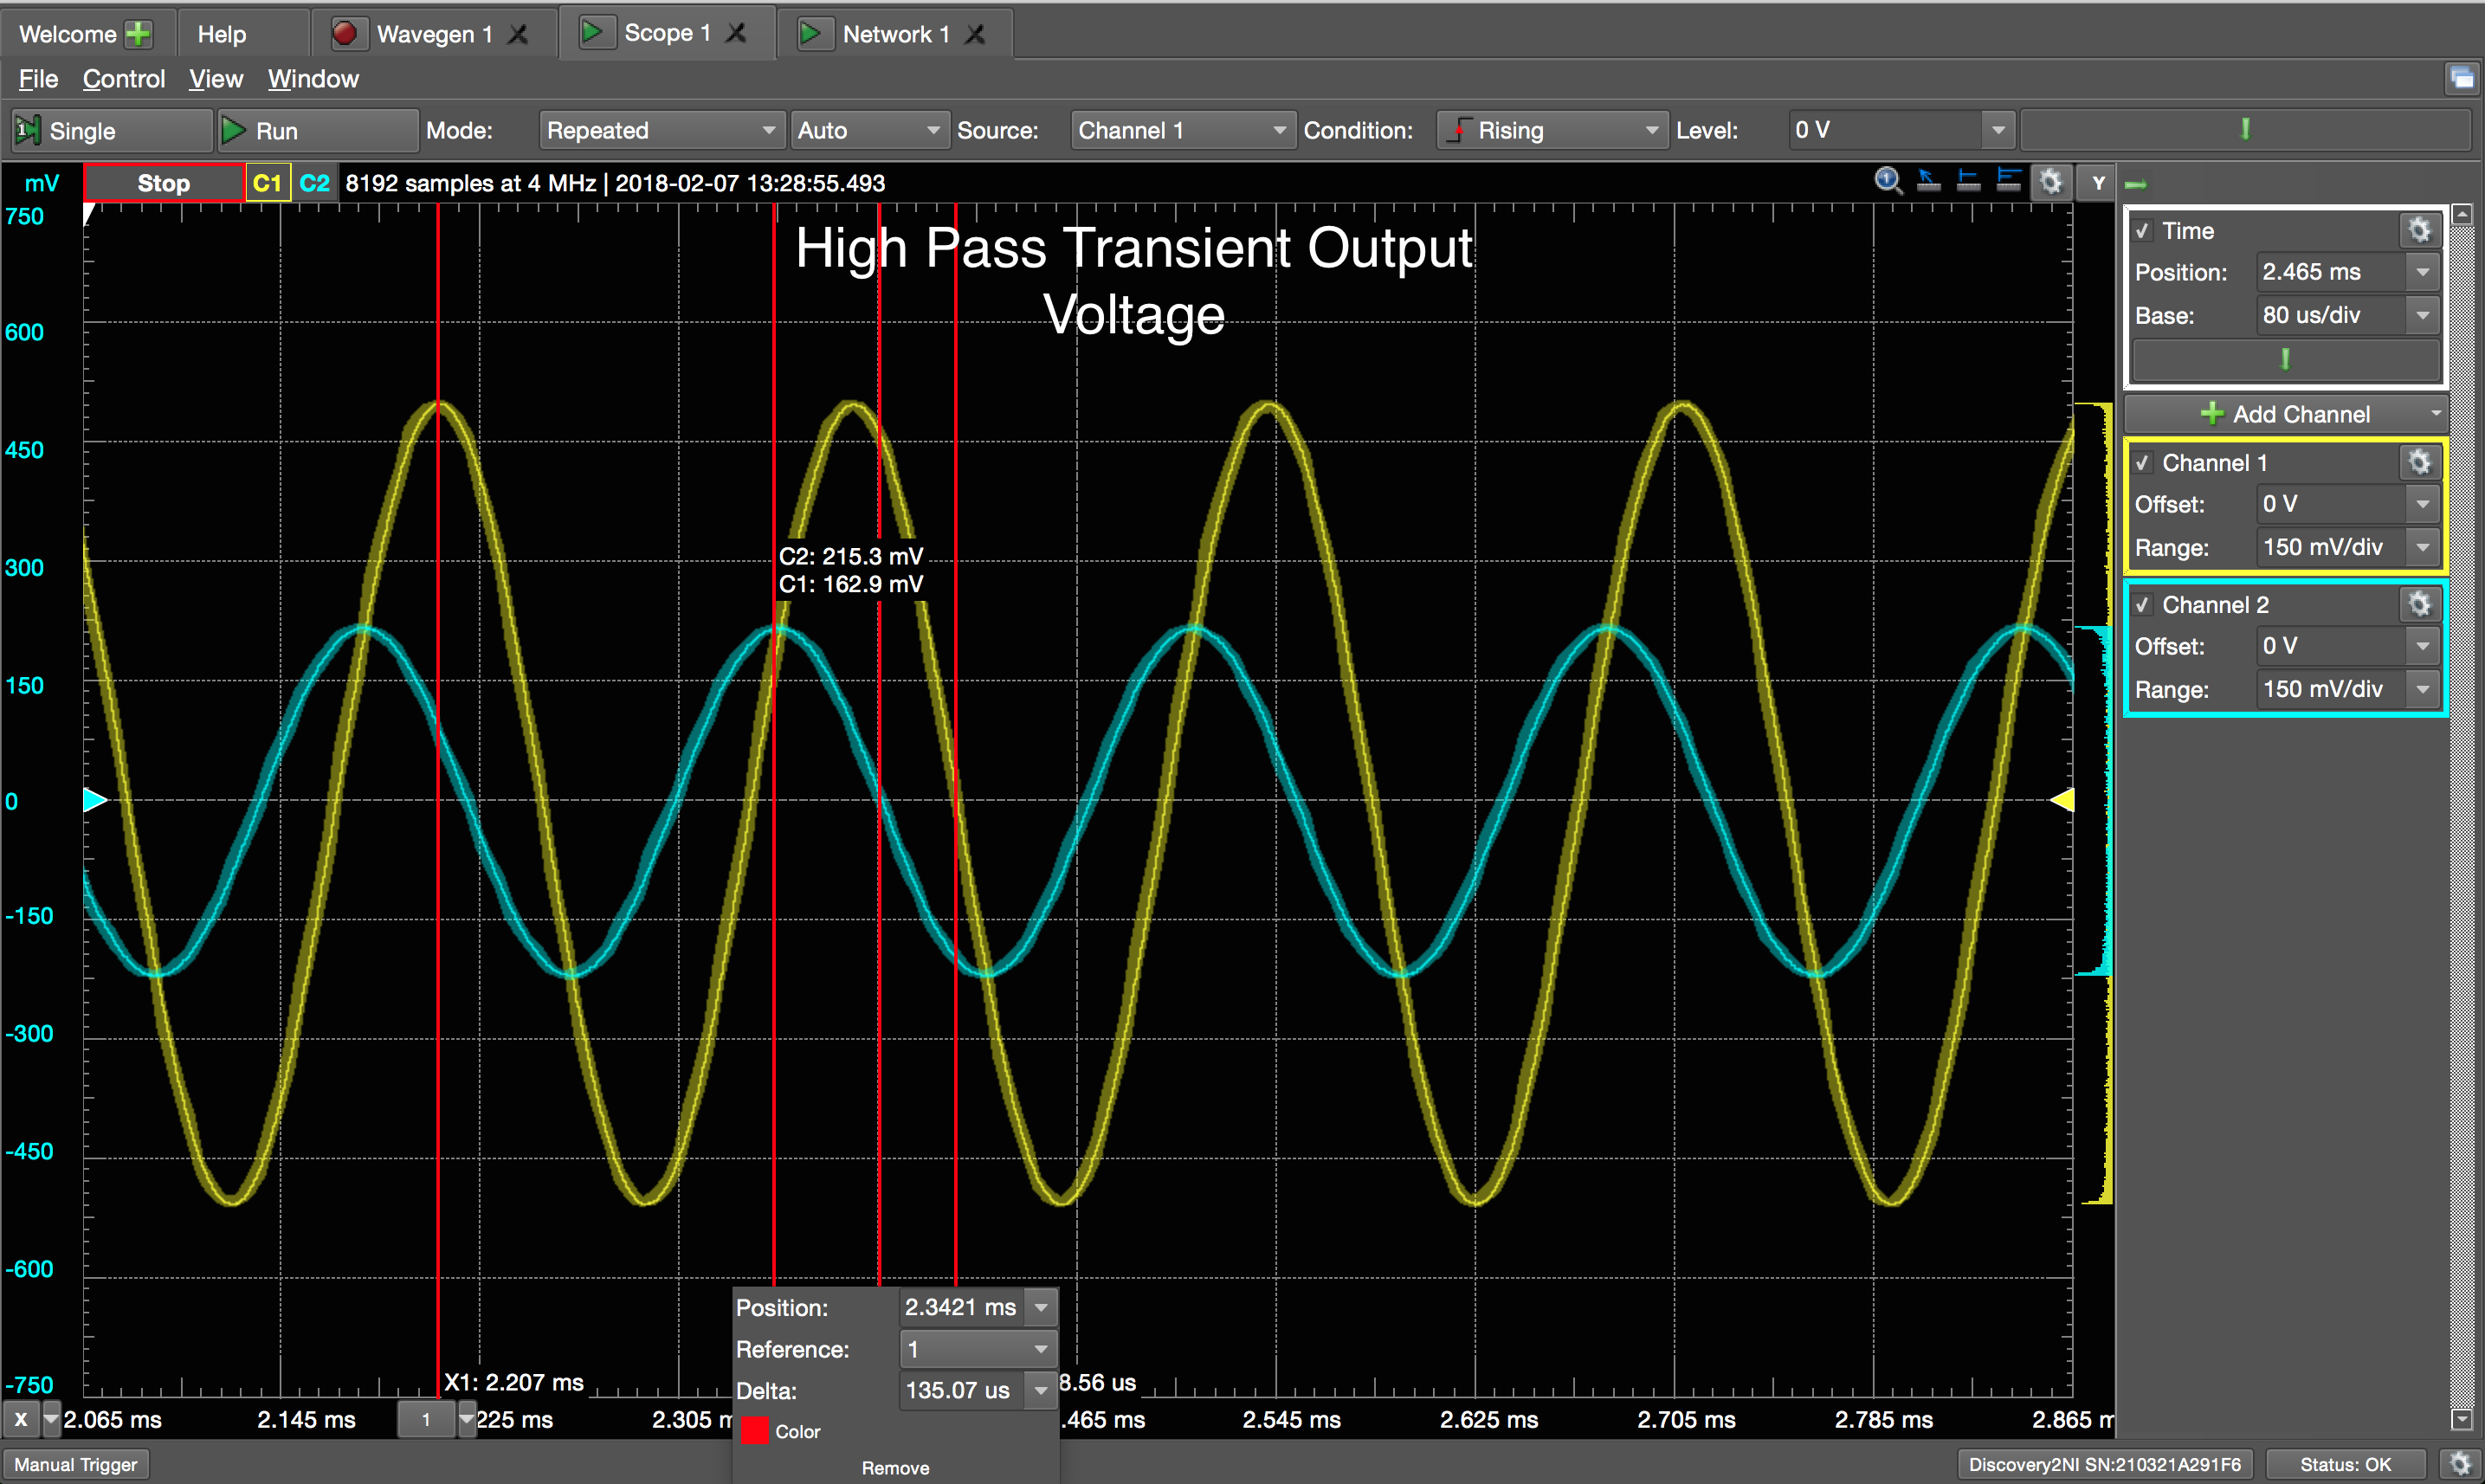 Welcome Help Wavegen 1 Scope 1 Network 1
File Control View Window
1 Single Run Mode: Repeated Auto Source: Channel 1 Condition: Rising Level: 0 V
mV Stop C1 C2 8192 samples at 4 MHz | 2018-02-07 13:28:55.493 Y
750
600
450
300
150
0
-150
-300
-450
-600
-750
High Pass Transient Output
Voltage
C2: 215.3 mV
C1: 162.9 mV
Time
Position: 2.465 ms
Base: 80 us/div
Add Channel
Channel 1
Offset: 0 V
Range: 150 mV/div
Channel 2
Offset: 0 V
Range: 150 mV/div
Position: 2.3421 ms
Reference: 1
Delta: 135.07 us
Color
Remove
X1: 2.207 ms 8.56 us
X 2.065 ms 2.145 ms 1 225 ms 2.305 .465 ms 2.545 ms 2.625 ms 2.705 ms 2.785 ms 2.865
Manual Trigger Discovery2NI SN:210321A291F6 Status: OK